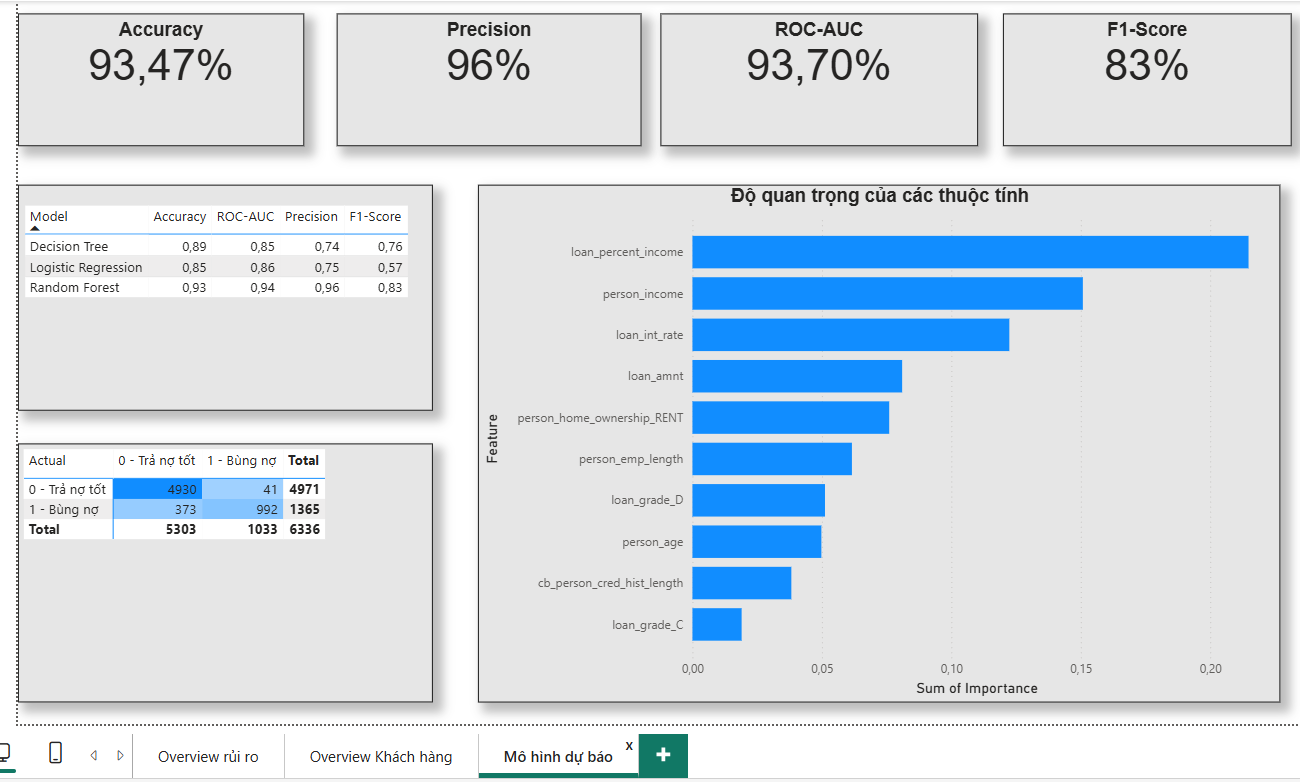 Accuracy
93,47%
Precision
96%
ROC-AUC
93,70%
F1-Score
83%
Model Accuracy ROC-AUC Precision F1-Score
Decision Tree 0,89 0,85 0,74 0,76
Logistic Regression 0,85 0,86 0,75 0,57
Random Forest 0,93 0,94 0,96 0,83
Actual 0 - Trả nợ tốt 1 - Bùng nợ Total
0 - Trả nợ tốt 4930 41 4971
1 - Bùng nợ 373 992 1365
Total 5303 1033 6336
Độ quan trọng của các thuộc tính
Feature
loan_percent_income
person_income
loan_int_rate
loan_amnt
person_home_ownership_RENT
person_emp_length
loan_grade_D
person_age
cb_person_cred_hist_length
loan_grade_C
0,00 0,05 0,10 0,15 0,20
Sum of Importance
Overview rủi ro Overview Khách hàng Mô hình dự báo x +